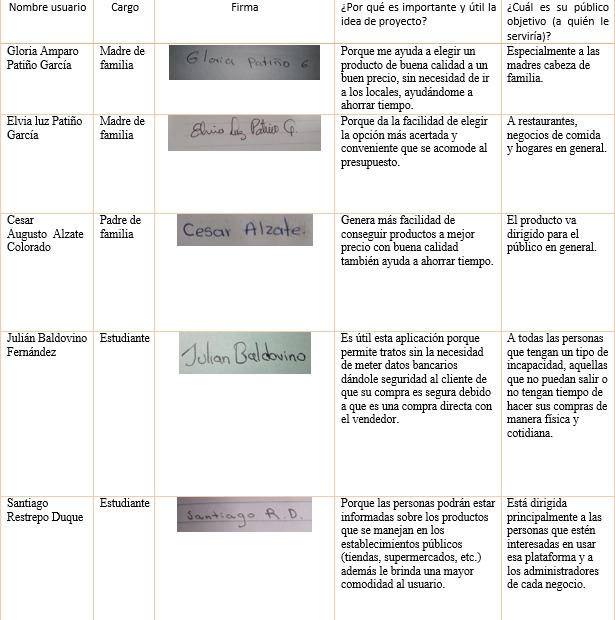 Nombre usuario Cargo Firma ¿Por qué es importante y útil la ¿Cuál es su público
idea de proyecto? objetivo (a quién le
serviría)?
Gloria Amparo Madre de Gloria Patiño G Porque me ayuda a elegir un Especialmente a las
Patiño García familia producto de buena calidad a un madres cabeza de
buen precio, sin necesidad de ir familia.
a los locales, ayudándome a
ahorrar tiempo.
Elvia luz Patiño Madre de Elvia Luz Patiño G. Porque da la facilidad de elegir A restaurantes,
García familia la opción más acertada y negocios de comida
conveniente que se acomode al y hogares en general.
presupuesto.
Cesar Padre de Cesar Alzate. Genera más facilidad de El producto va
Augusto Alzate familia conseguir productos a mejor dirigido para el
Colorado precio con buena calidad público en general.
también ayuda a ahorrar tiempo.
Julián Baldovino Estudiante Julian Baldovino Es útil esta aplicación porque A todas las personas
Fernández permite tratos sin la necesidad que tengan un tipo de
de meter datos bancarios incapacidad, aquellas
dándole seguridad al cliente de que no puedan salir o
que su compra es segura debido no tengan tiempo de
a que es una compra directa con hacer sus compras de
el vendedor. manera física y
cotidiana.
Santiago Estudiante Santiago R.D. Porque las personas podrán estar Está dirigida
Restrepo Duque informadas sobre los productos principalmente a las
que se manejan en los personas que estén
establecimientos públicos interesadas en usar
(tiendas, supermercados, etc.) esa plataforma y a
además le brinda una mayor los administradores
comodidad al usuario. de cada negocio.